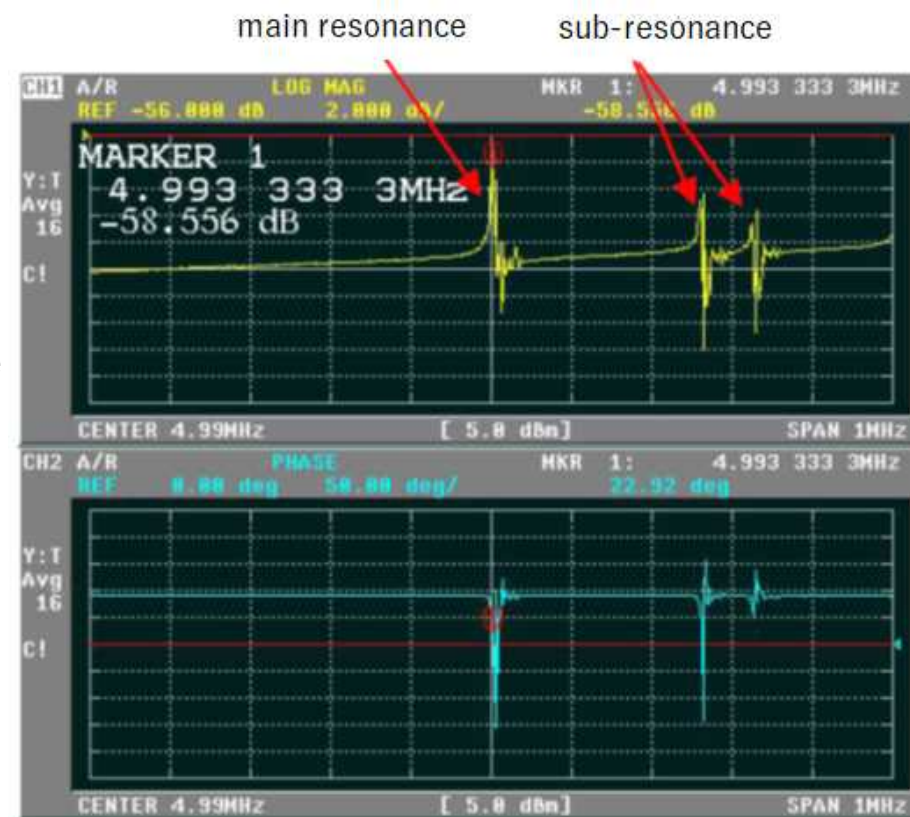 main resonance sub-resonance
CH1 A/R LOG MAG MKR 1: 4.993 333 3MHz
REF -56.000 dB 2.000 dB/ -58.556 dB
MARKER 1
4.993 333 3MHz
-58.556 dB
Y:T
Avg
16
C!
CENTER 4.99MHz [ 5.0 dBm] SPAN 1MHz
CH2 A/R PHASE MKR 1: 4.993 333 3MHz
REF 0.00 deg 50.00 deg/ 22.92 deg
Y:T
Avg
16
C!
CENTER 4.99MHz [ 5.0 dBm] SPAN 1MHz